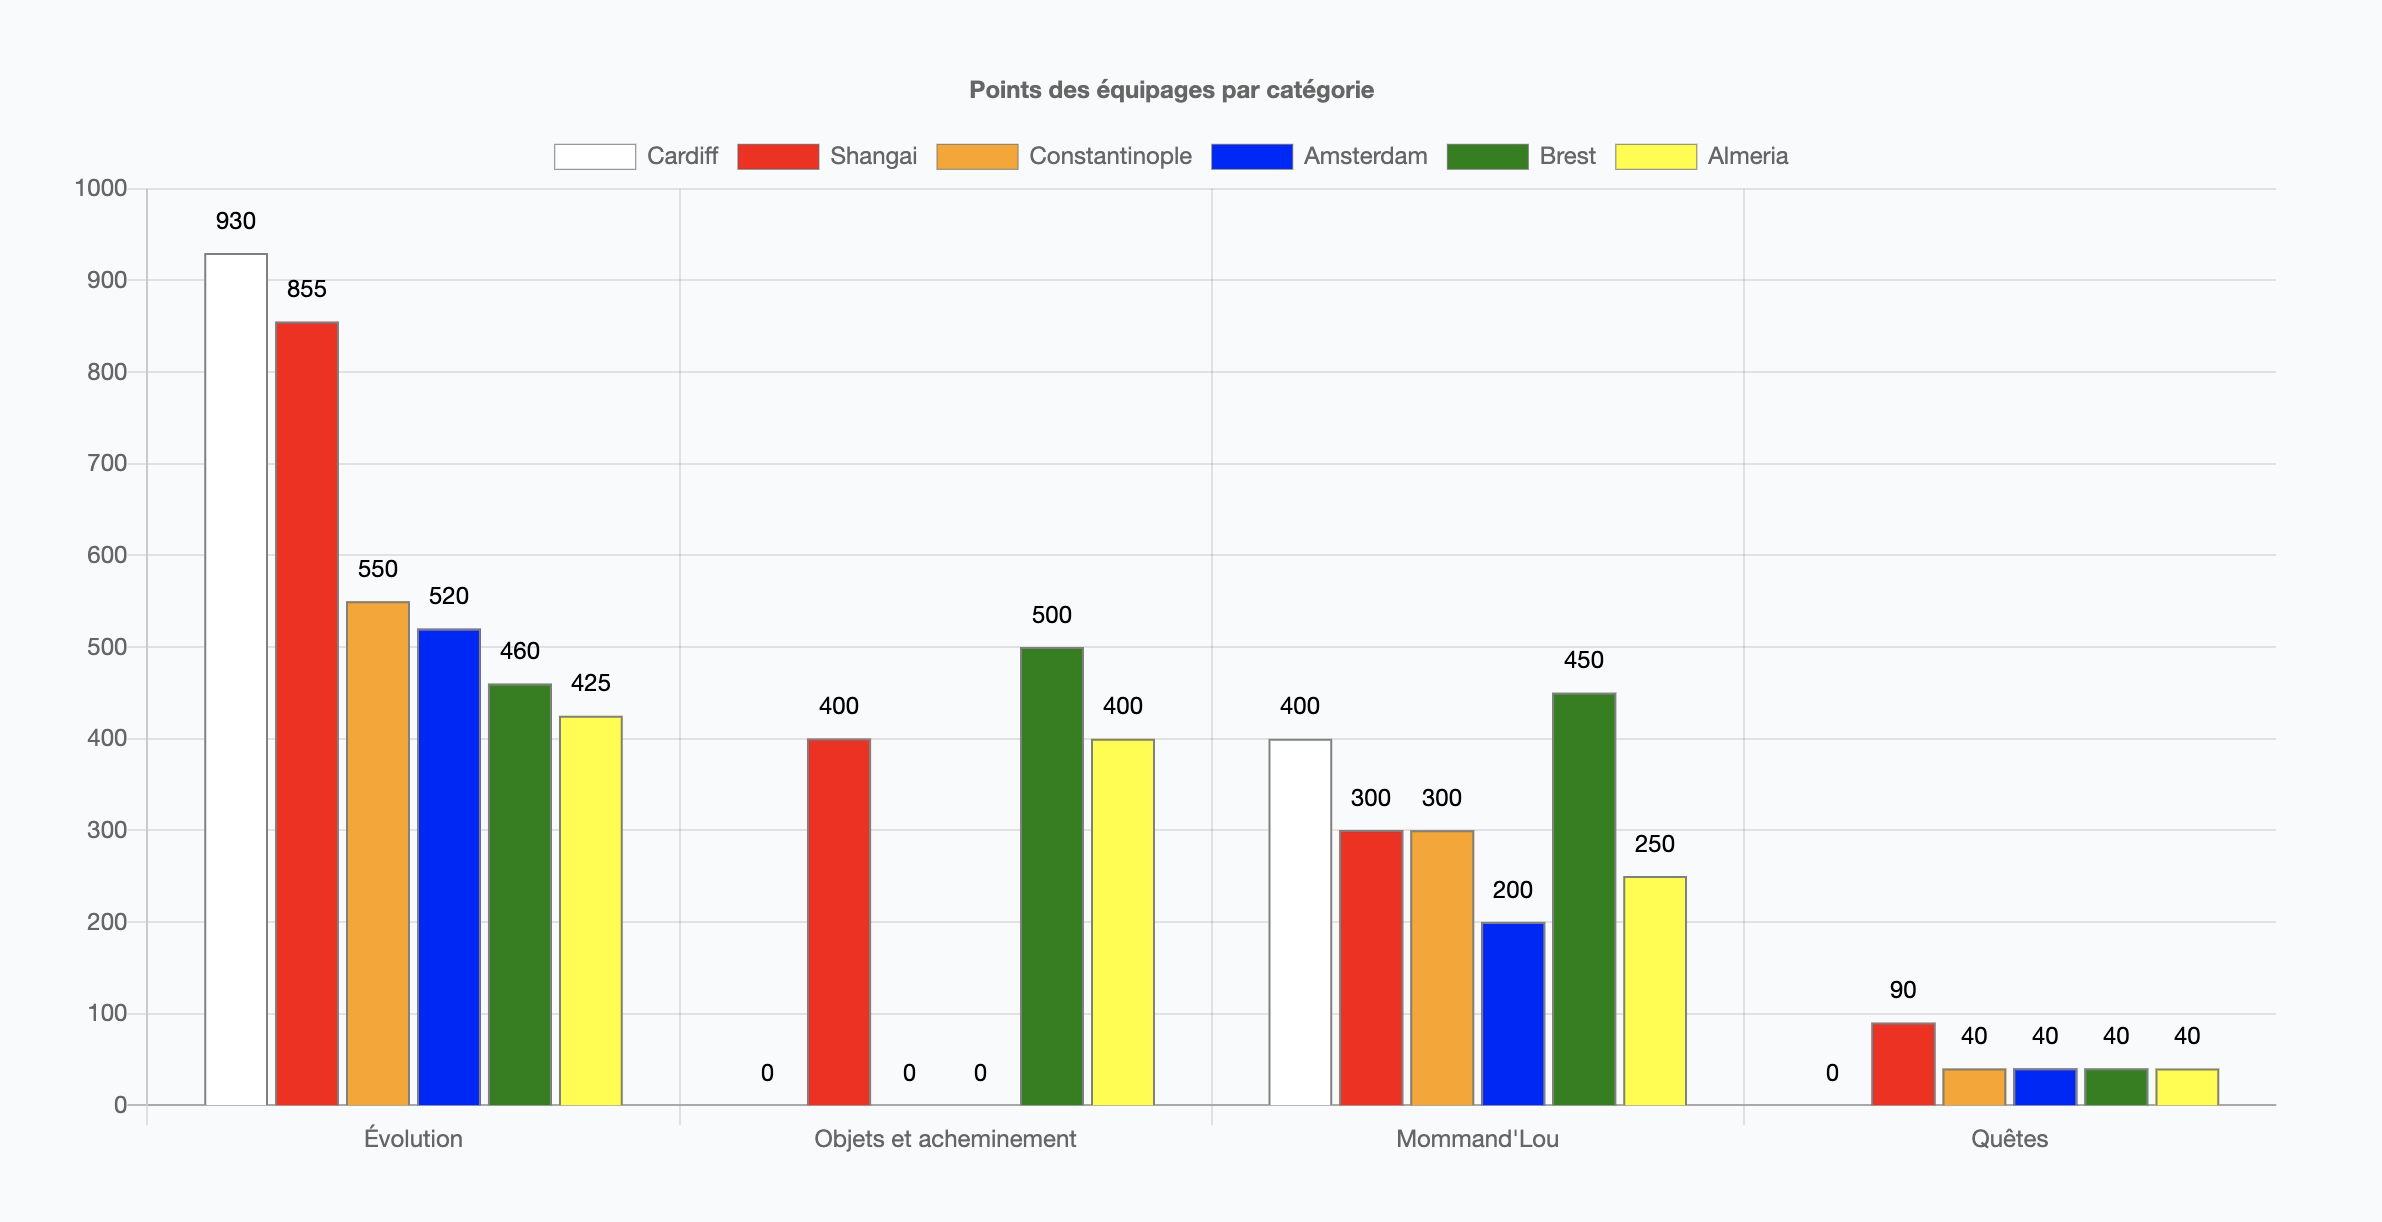 Points des équipages par catégorie
Cardiff Shangai Constantinople Amsterdam Brest Almeria
1000
900
800
700
600
500
400
300
200
100
0
930 855 550 520 460 425
0 400 0 0 500 400
400 300 300 200 450 250
0 90 40 40 40 40
Évolution Objets et acheminement Mommand'Lou Quêtes